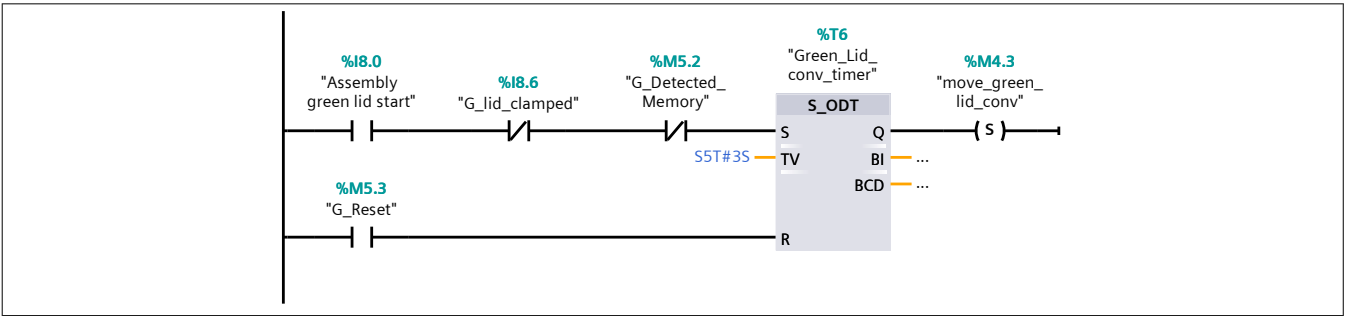 %T6
"Green_Lid_
conv_timer"
%I8.0
"Assembly
green lid start"
%I8.6
"G_lid_clamped"
%M5.2
"G_Detected_
Memory"
%M4.3
"move_green_
lid_conv"
S_ODT
S
Q
S
S5T#3S
TV
BI
...
BCD
...
%M5.3
"G_Reset"
R